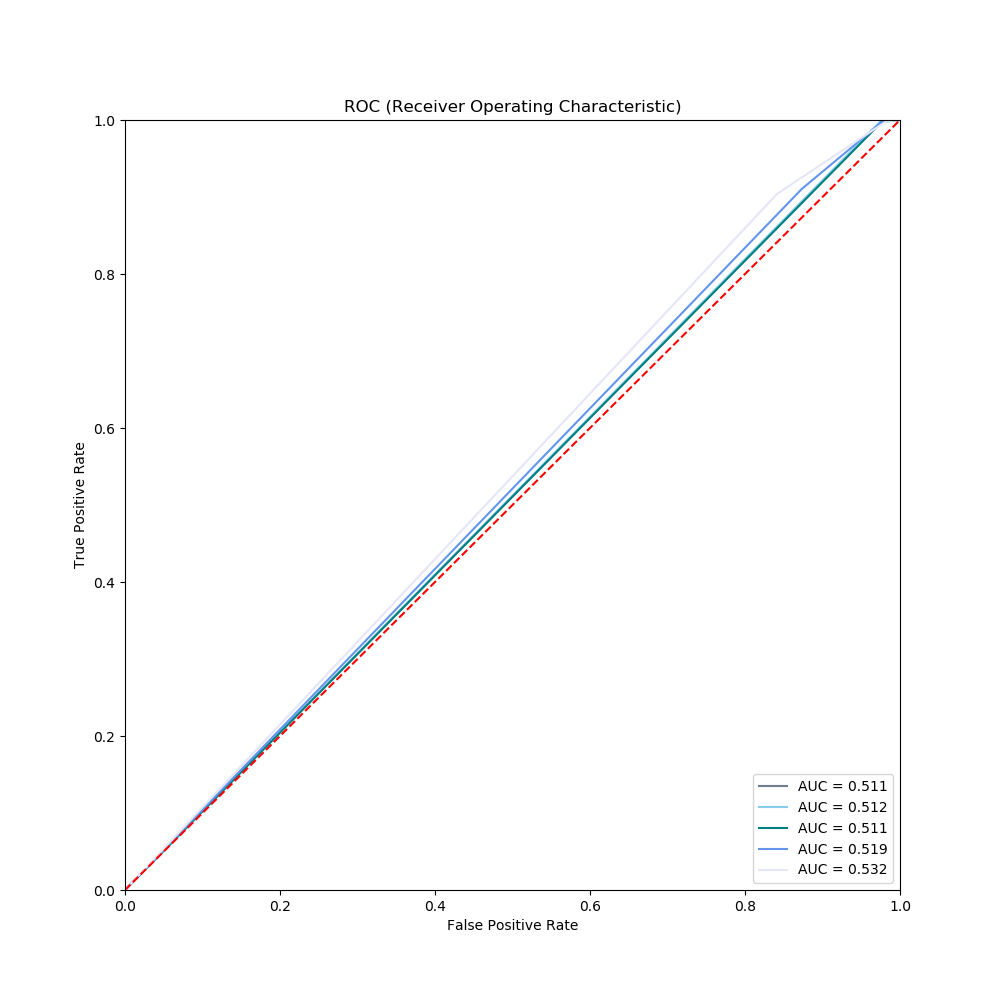 ROC (Receiver Operating Characteristic)
1.0
0.8
0.6
0.4
0.2
0.0
True Positive Rate
AUC = 0.511
AUC = 0.512
AUC = 0.511
AUC = 0.519
AUC = 0.532
0.0 0.2 0.4 0.6 0.8 1.0
False Positive Rate